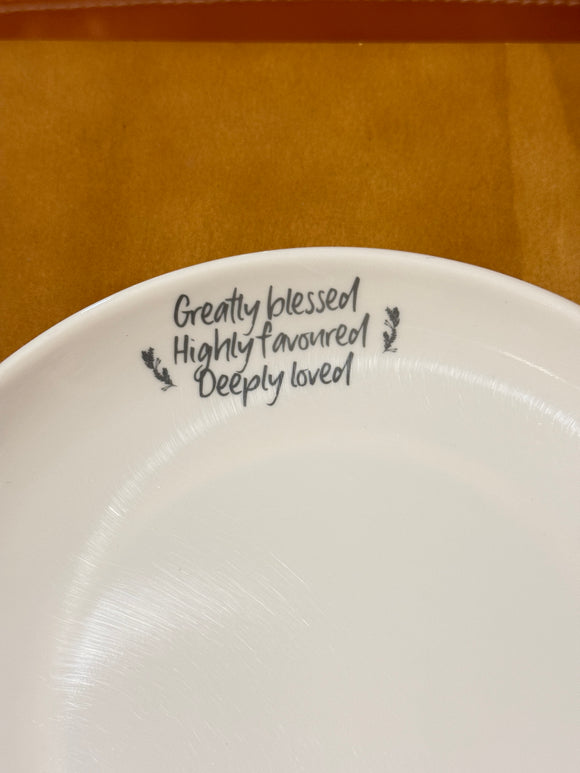 Greatly blessed
Highly favoured
Deeply loved